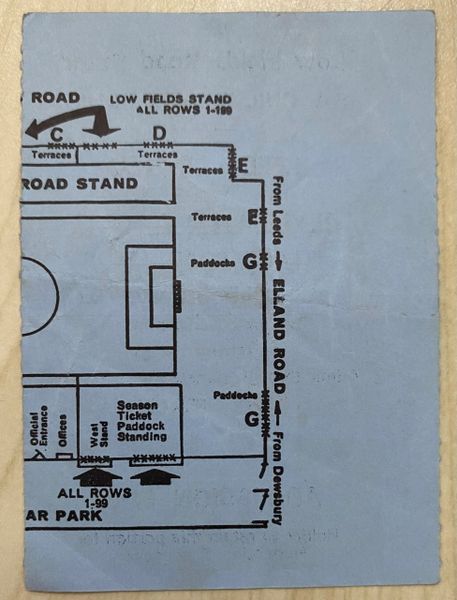 ROAD
LOW FIELDS STAND
ALL ROWS 1-199
C
D
Terraces
Terraces
Terraces
E
ROAD STAND
Terraces
E
Paddocks
G
From Leeds → ELLAND ROAD ← From Dewsbury
Paddocks
G
Official
Entrance
Offices
West
Stand
Season
Ticket
Paddock
Standing
ALL ROWS
1-99
AR PARK